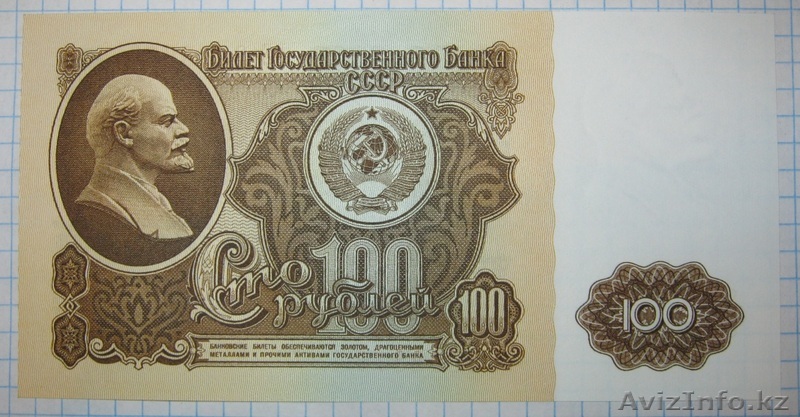 Билет Государственного Банка
СССР
100
Сто
рублей
100
100
БАНКОВСКИЕ БИЛЕТЫ ОБЕСПЕЧИВАЮТСЯ ЗОЛОТОМ, ДРАГОЦЕННЫМИ
МЕТАЛЛАМИ И ПРОЧИМИ АКТИВАМИ ГОСУДАРСТВЕННОГО БАНКА
AvizInfo.kz